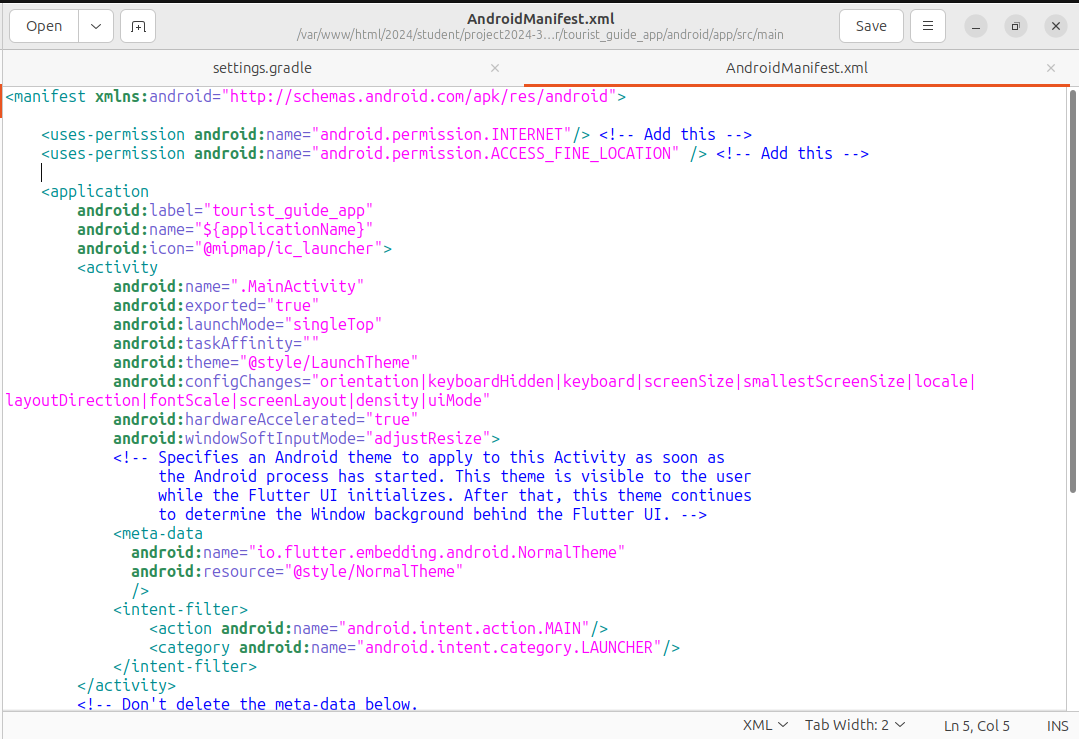 Open
AndroidManifest.xml
/var/www/html/2024/student/project2024-3…r/tourist_guide_app/android/app/src/main
Save
settings.gradle
AndroidManifest.xml
<manifest xmlns:android="http://schemas.android.com/apk/res/android">
<uses-permission android:name="android.permission.INTERNET"/> <!-- Add this -->
<uses-permission android:name="android.permission.ACCESS_FINE_LOCATION" /> <!-- Add this -->
<application
android:label="tourist_guide_app"
android:name="${applicationName}"
android:icon="@mipmap/ic_launcher">
<activity
android:name=".MainActivity"
android:exported="true"
android:launchMode="singleTop"
android:taskAffinity=""
android:theme="@style/LaunchTheme"
android:configChanges="orientation|keyboardHidden|keyboard|screenSize|smallestScreenSize|locale|
layoutDirection|fontScale|screenLayout|density|uiMode"
android:hardwareAccelerated="true"
android:windowSoftInputMode="adjustResize">
<!-- Specifies an Android theme to apply to this Activity as soon as
the Android process has started. This theme is visible to the user
while the Flutter UI initializes. After that, this theme continues
to determine the Window background behind the Flutter UI. -->
<meta-data
android:name="io.flutter.embedding.android.NormalTheme"
android:resource="@style/NormalTheme"
/>
<intent-filter>
<action android:name="android.intent.action.MAIN"/>
<category android:name="android.intent.category.LAUNCHER"/>
</intent-filter>
</activity>
<!-- Don't delete the meta-data below.
XML
Tab Width: 2
Ln 5, Col 5
INS